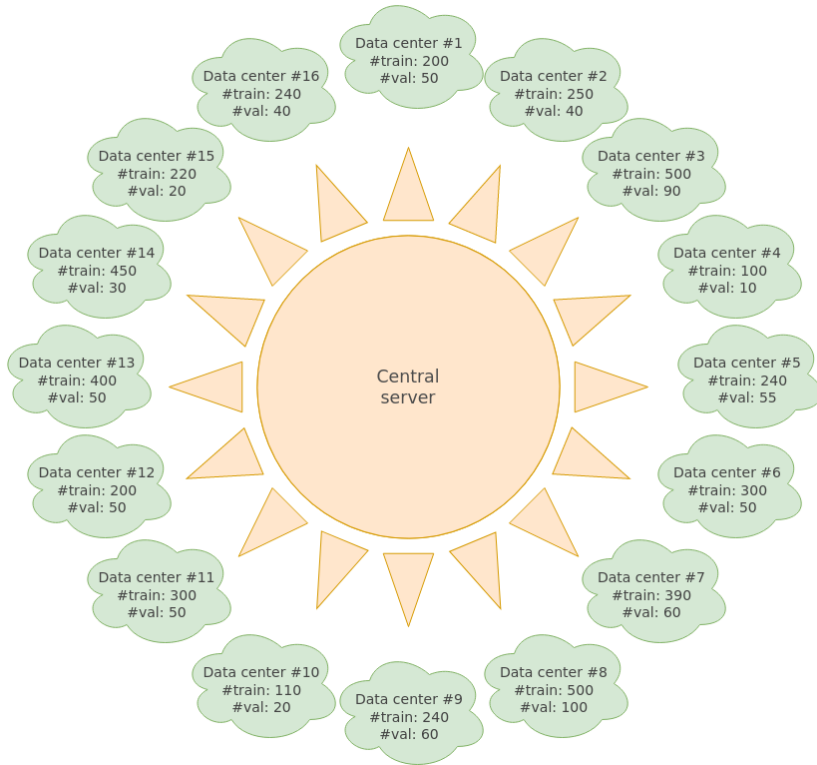 Data center #1
#train: 200
#val: 50
Data center #2
#train: 250
#val: 40
Data center #3
#train: 500
#val: 90
Data center #4
#train: 100
#val: 10
Data center #5
#train: 240
#val: 55
Data center #6
#train: 300
#val: 50
Data center #7
#train: 390
#val: 60
Data center #8
#train: 500
#val: 100
Data center #9
#train: 240
#val: 60
Data center #10
#train: 110
#val: 20
Data center #11
#train: 300
#val: 50
Data center #12
#train: 200
#val: 50
Data center #13
#train: 400
#val: 50
Data center #14
#train: 450
#val: 30
Data center #15
#train: 220
#val: 20
Data center #16
#train: 240
#val: 40
Central
server